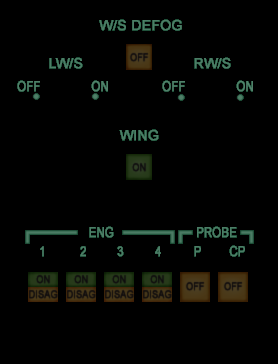 W/S DEFOG
OFF
LW/S RW/S
OFF ON OFF ON
WING
ON
ENG PROBE
1 2 3 4 P CP
ON ON ON ON OFF OFF
DISAG DISAG DISAG DISAG